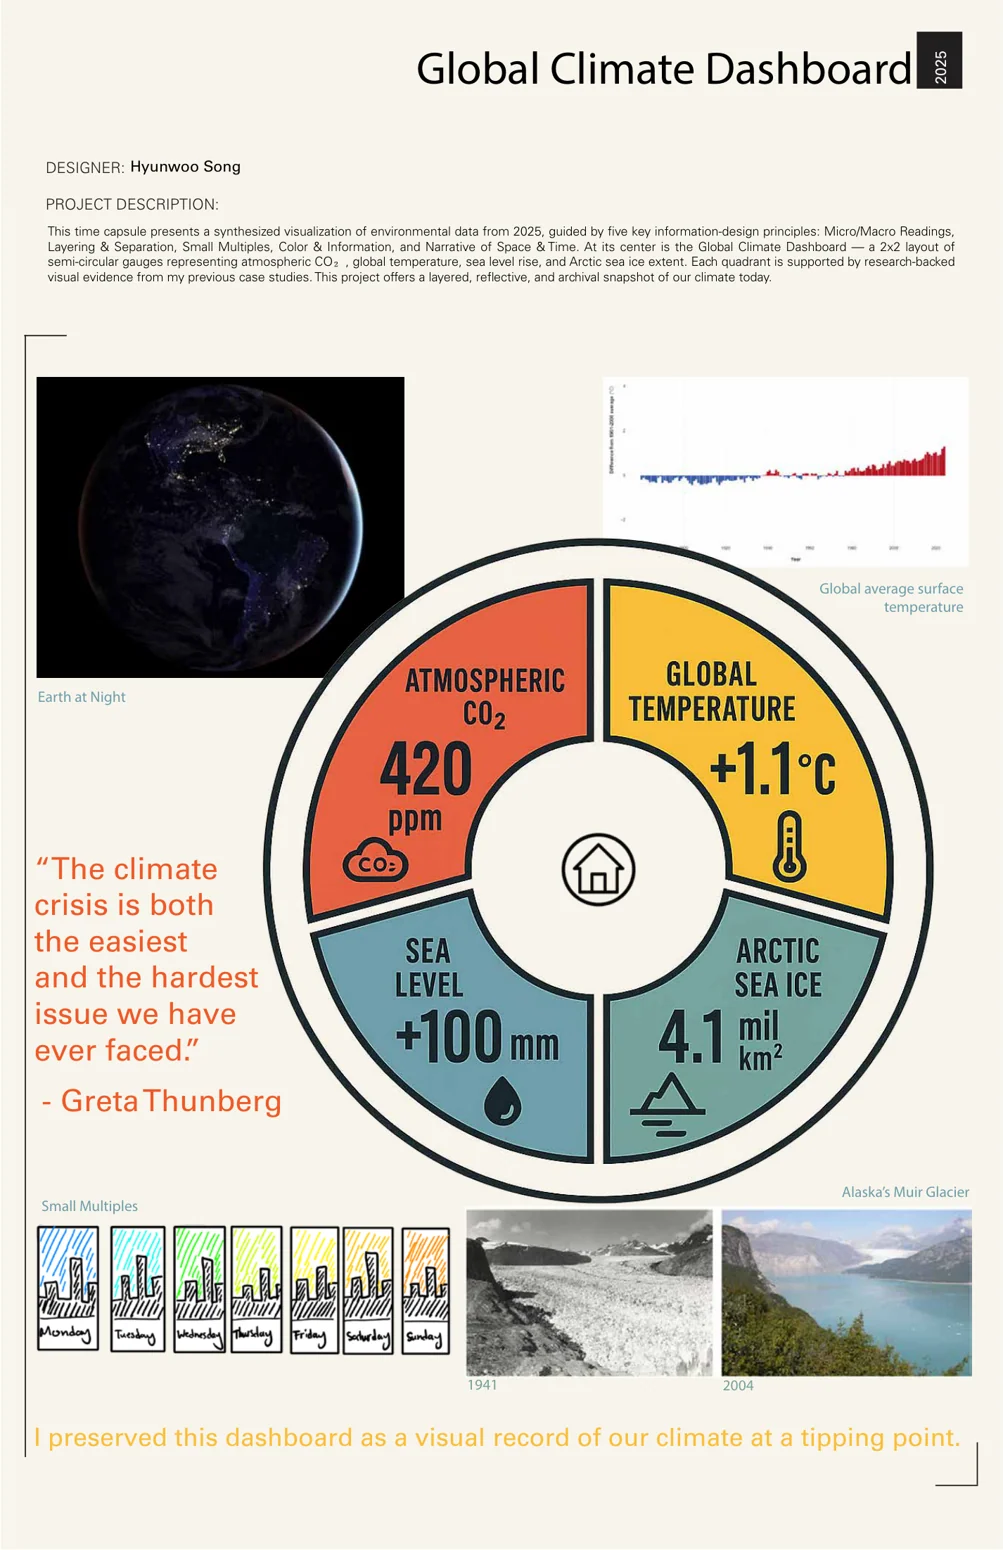 Global Climate Dashboard
2025
DESIGNER: Hyunwoo Song
PROJECT DESCRIPTION:
This time capsule presents a synthesized visualization of environmental data from 2025, guided by five key information-design principles: Micro/Macro Readings,
Layering & Separation, Small Multiples, Color & Information, and Narrative of Space & Time. At its center is the Global Climate Dashboard — a 2x2 layout of
semi-circular gauges representing atmospheric CO₂ , global temperature, sea level rise, and Arctic sea ice extent. Each quadrant is supported by research-backed
visual evidence from my previous case studies. This project offers a layered, reflective, and archival snapshot of our climate today.
Year
Global average surface
temperature
Earth at Night
ATMOSPHERIC
CO₂
420
ppm
CO₂
GLOBAL
TEMPERATURE
+1.1°C
“The climate
crisis is both
the easiest
and the hardest
issue we have
ever faced.”
- Greta Thunberg
SEA
LEVEL
+100 mm
ARCTIC
SEA ICE
4.1 mil
km²
Small Multiples
Monday
Tuesday
Wednesday
Thursday
Friday
Saturday
Sunday
Alaska’s Muir Glacier
1941
2004
I preserved this dashboard as a visual record of our climate at a tipping point.